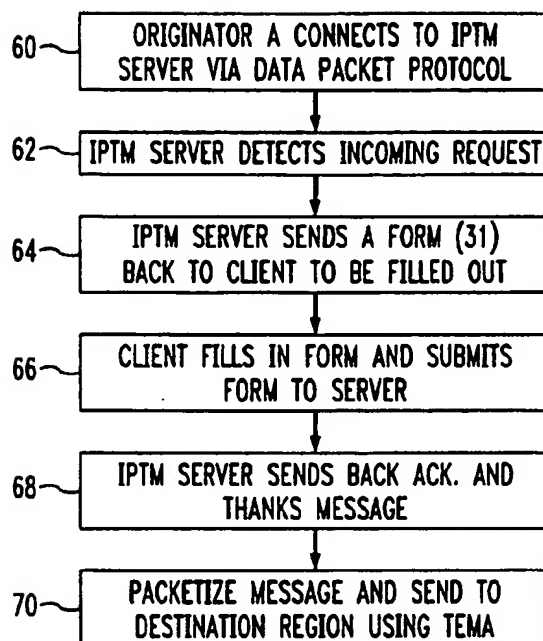 60
ORIGINATOR A CONNECTS TO IPTM
SERVER VIA DATA PACKET PROTOCOL
62
IPTM SERVER DETECTS INCOMING REQUEST
64
IPTM SERVER SENDS A FORM (31)
BACK TO CLIENT TO BE FILLED OUT
66
CLIENT FILLS IN FORM AND SUBMITS
FORM TO SERVER
68
IPTM SERVER SENDS BACK ACK. AND
THANKS MESSAGE
70
PACKETIZE MESSAGE AND SEND TO
DESTINATION REGION USING TEMA